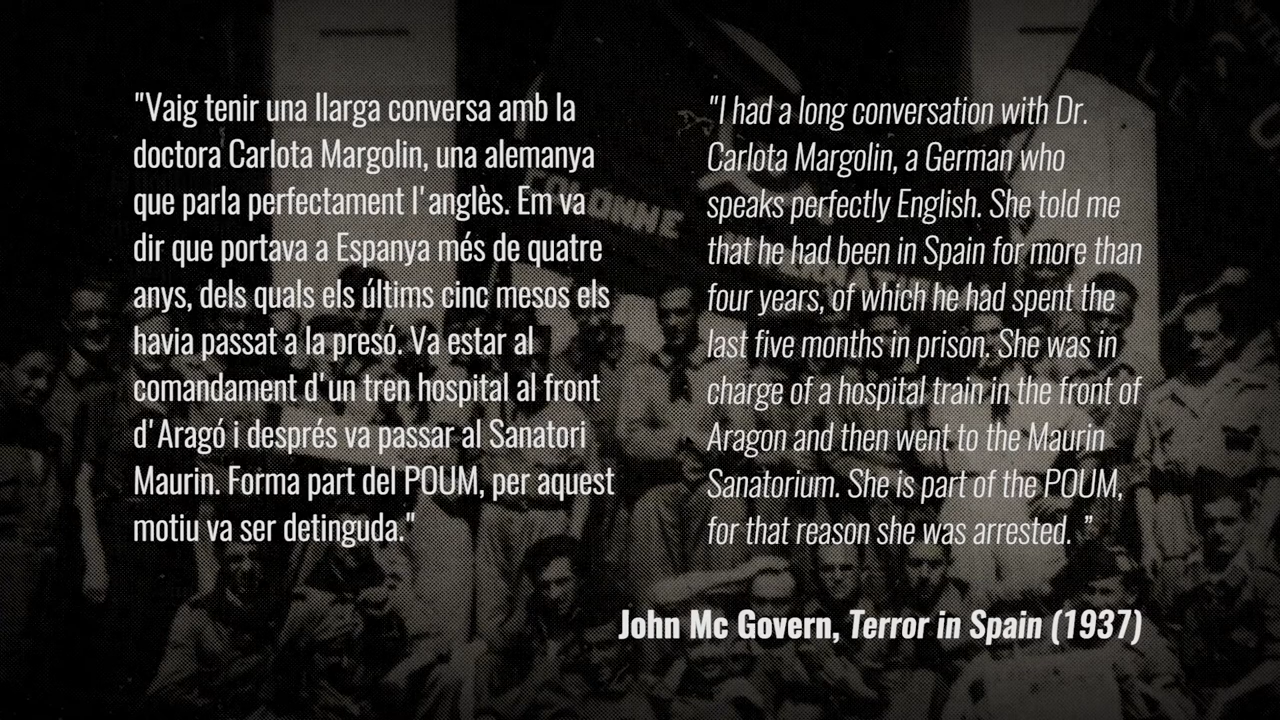 "Vaig tenir una llarga conversa amb la
doctora Carlota Margolin, una alemanya
que parla perfectament l'anglès. Em va
dir que portava a Espanya més de quatre
anys, dels quals els últims cinc mesos els
havia passat a la presó. Va estar al
comandament d'un tren hospital al front
d'Aragó i després va passar al Sanatori
Maurin. Forma part del POUM, per aquest
motiu va ser detinguda."
"I had a long conversation with Dr.
Carlota Margolin, a German who
speaks perfectly English. She told me
that he had been in Spain for more than
four years, of which he had spent the
last five months in prison. She was in
charge of a hospital train in the front of
Aragon and then went to the Maurin
Sanatorium. She is part of the POUM,
for that reason she was arrested. ”
John Mc Govern, Terror in Spain (1937)